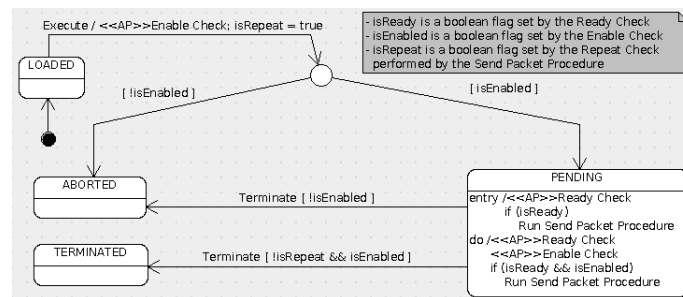 Execute / <<AP>>Enable Check; isRepeat = true
- isReady is a boolean flag set by the Ready Check
- isEnabled is a boolean flag set by the Enable Check
- isRepeat is a boolean flag set by the Repeat Check
performed by the Send Packet Procedure
LOADED
[ !isEnabled ]
[ isEnabled ]
ABORTED
Terminate [ !isEnabled ]
PENDING
entry /<<AP>>Ready Check
if (isReady)
Run Send Packet Procedure
do /<<AP>>Ready Check
<<AP>>Enable Check
if (isReady && isEnabled)
Run Send Packet Procedure
TERMINATED
Terminate [ !isRepeat && isEnabled ]